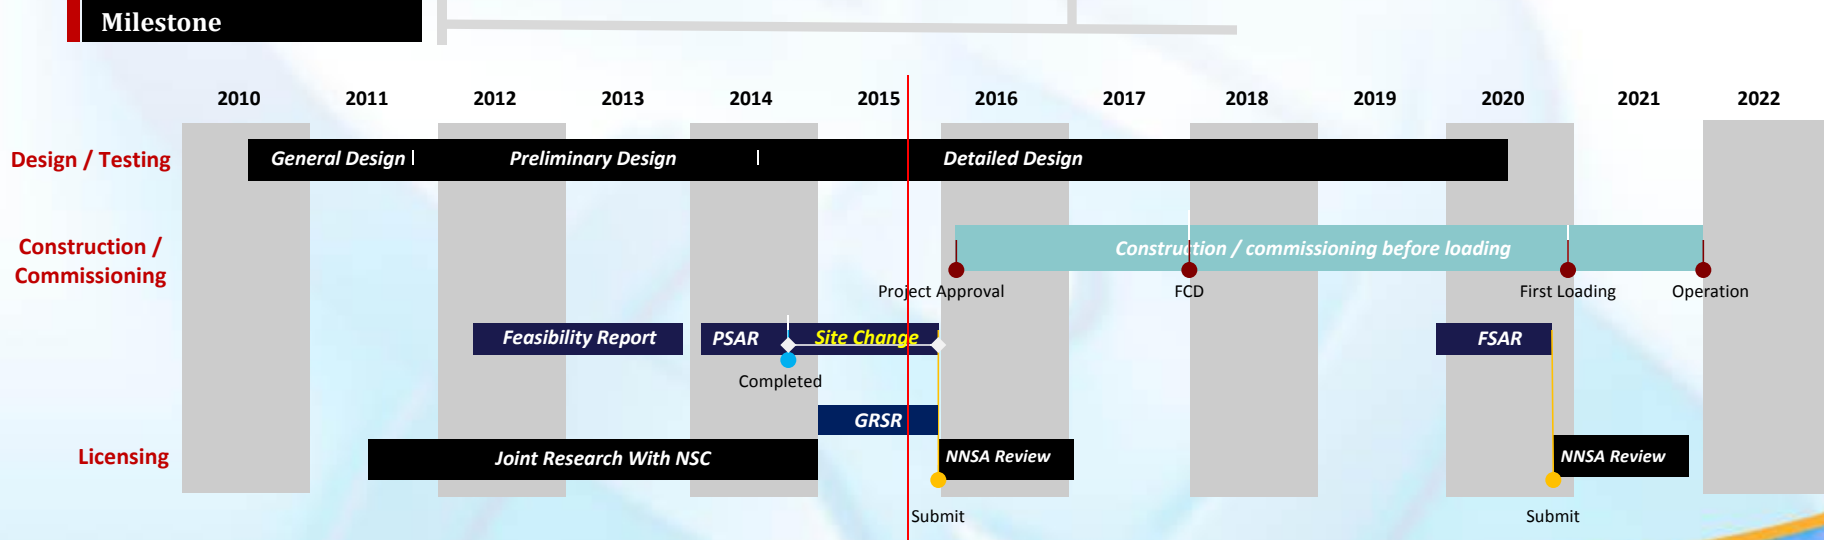 Milestone
2010 2011 2012 2013 2014 2015 2016 2017 2018 2019 2020 2021 2022
Design / Testing
General Design Preliminary Design Detailed Design
Construction /
Commissioning
Construction / commissioning before loading
Project Approval FCD First Loading Operation
Feasibility Report PSAR Site Change FSAR
Completed
GRSR
Licensing
Joint Research With NSC NNSA Review NNSA Review
Submit Submit